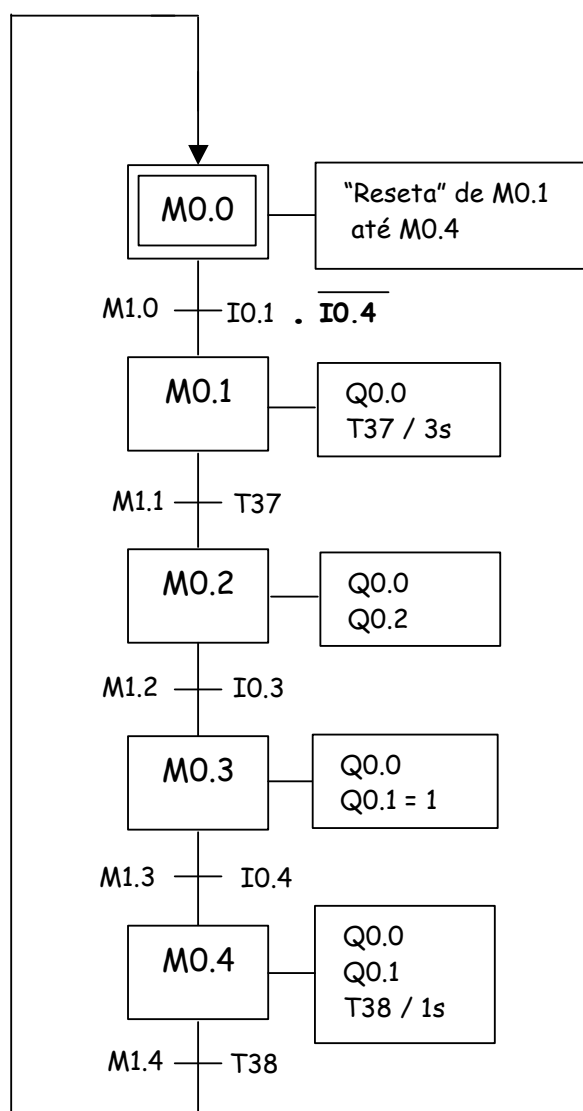 M0.0
“Reseta” de M0.1
até M0.4
M1.0 I0.1 . I0.4
M0.1
Q0.0
T37 / 3s
M1.1 T37
M0.2
Q0.0
Q0.2
M1.2 I0.3
M0.3
Q0.0
Q0.1 = 1
M1.3 I0.4
M0.4
Q0.0
Q0.1
T38 / 1s
M1.4 T38